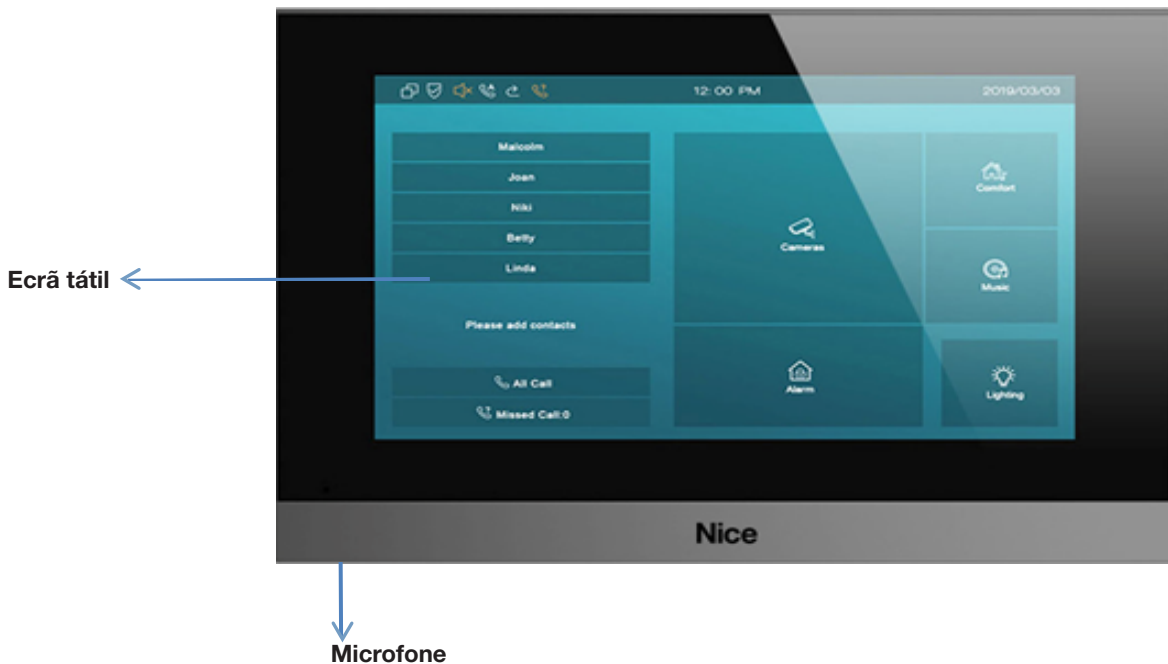 12:00 PM
2019/03/03
Malcolm
Joan
Niki
Betty
Linda
Please add contacts
All Call
Missed Call:0
Cameras
Alarm
Comfort
Music
Lighting
Ecrã tátil
Nice
Microfone